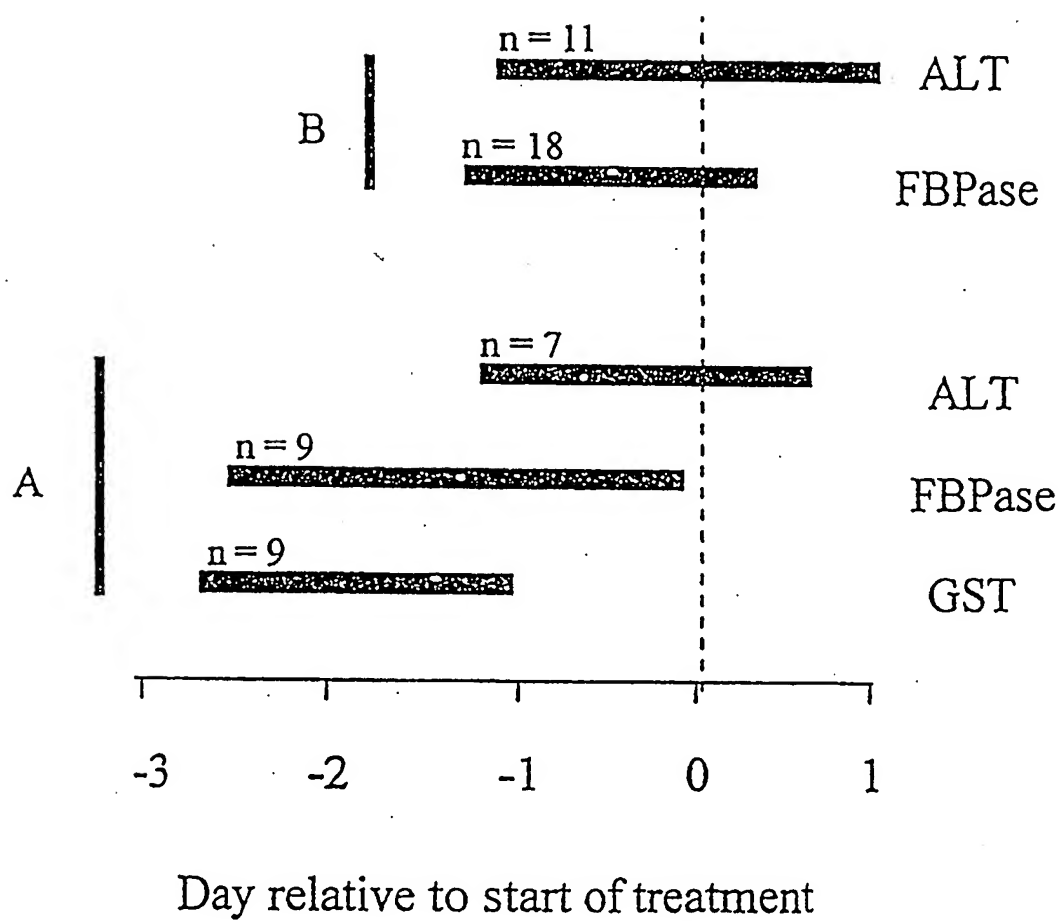 n = 11
ALT
B
n = 18
FBPase
n = 7
ALT
n = 9
A
FBPase
n = 9
GST
-3 -2 -1 0 1
Day relative to start of treatment